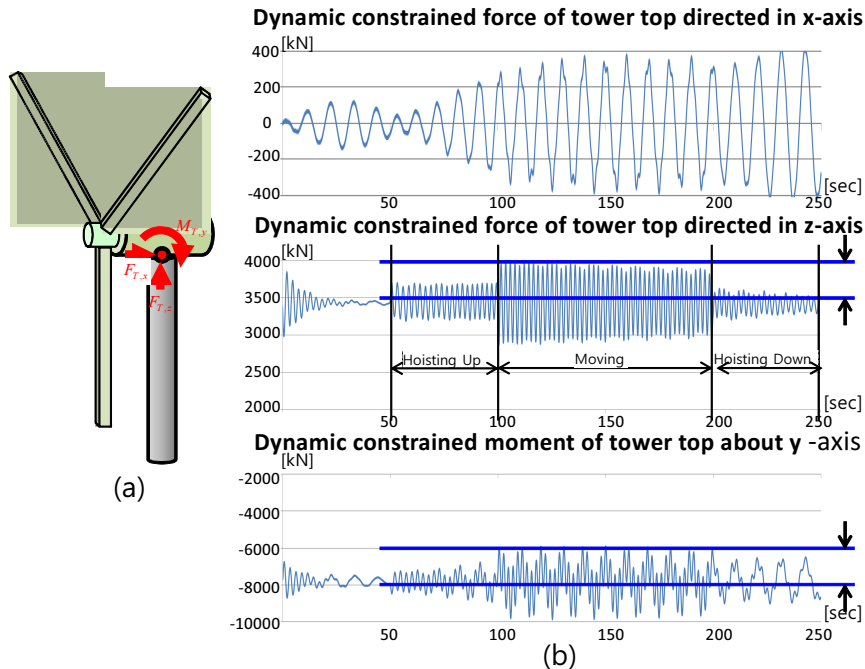 Dynamic constrained force of tower top directed in x-axis
[kN]
400
200
0
-200
-400
50
100
150
200
250
[sec]
M_T,y
F_T,x
F_T,z
(a)
Dynamic constrained force of tower top directed in z-axis
[kN]
4000
3500
3000
2500
2000
Hoisting Up
Moving
Hoisting Down
50
100
150
200
250
[sec]
Dynamic constrained moment of tower top about y -axis
[kN]
-2000
-4000
-6000
-8000
-10000
50
100
150
200
250
[sec]
(b)